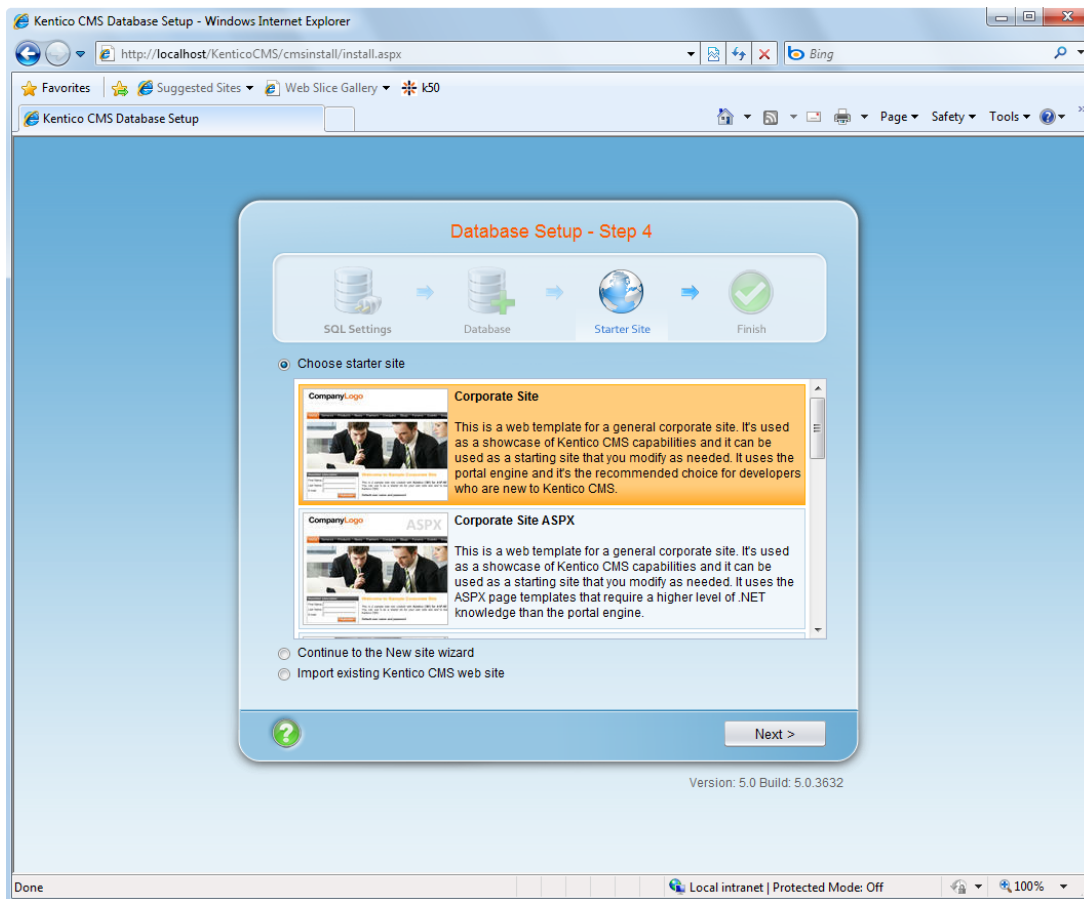 Kentico CMS Database Setup - Windows Internet Explorer
http://localhost/KenticoCMS/cmsinstall/install.aspx
Bing
Favorites
Suggested Sites
Web Slice Gallery
k50
Kentico CMS Database Setup
Page
Safety
Tools
Database Setup - Step 4
SQL Settings
Database
Starter Site
Finish
Choose starter site
CompanyLogo
Corporate Site
This is a web template for a general corporate site. It's used
as a showcase of Kentico CMS capabilities and it can be
used as a starting site that you modify as needed. It uses the
portal engine and it's the recommended choice for developers
who are new to Kentico CMS.
CompanyLogo
ASPX
Corporate Site ASPX
This is a web template for a general corporate site. It's used
as a showcase of Kentico CMS capabilities and it can be
used as a starting site that you modify as needed. It uses the
ASPX page templates that require a higher level of .NET
knowledge than the portal engine.
Continue to the New site wizard
Import existing Kentico CMS web site
Next >
Version: 5.0 Build: 5.0.3632
Done
Local intranet | Protected Mode: Off
100%